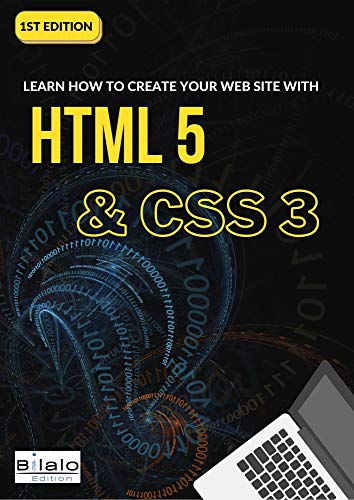 1ST EDITION
LEARN HOW TO CREATE YOUR WEB SITE WITH
HTML 5
& CSS 3
Bilalo
Edition